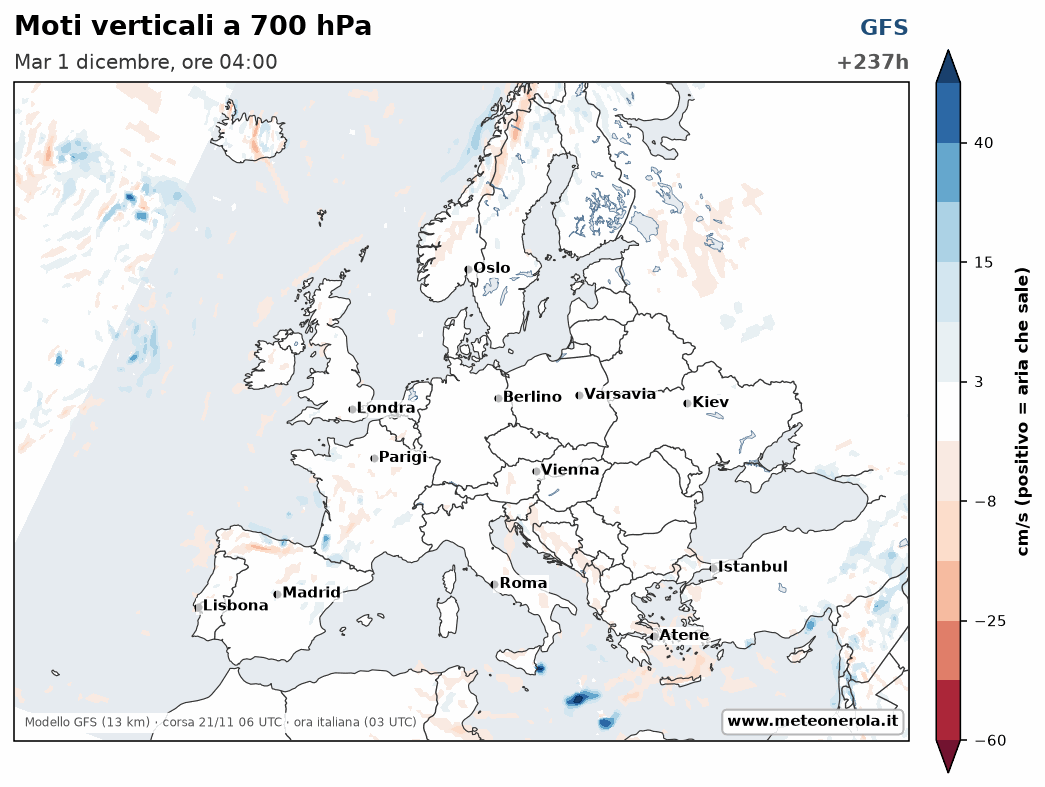 Moti verticali a 700 hPa
GFS
Mar 1 dicembre, ore 04:00
+237h
40
15
3
−8
−25
−60
cm/s (positivo = aria che sale)
Oslo
Londra
Berlino
Varsavia
Kiev
Parigi
Vienna
Istanbul
Roma
Madrid
Lisbona
Atene
Modello GFS (13 km) · corsa 21/11 06 UTC · ora italiana (03 UTC)
www.meteonerola.it